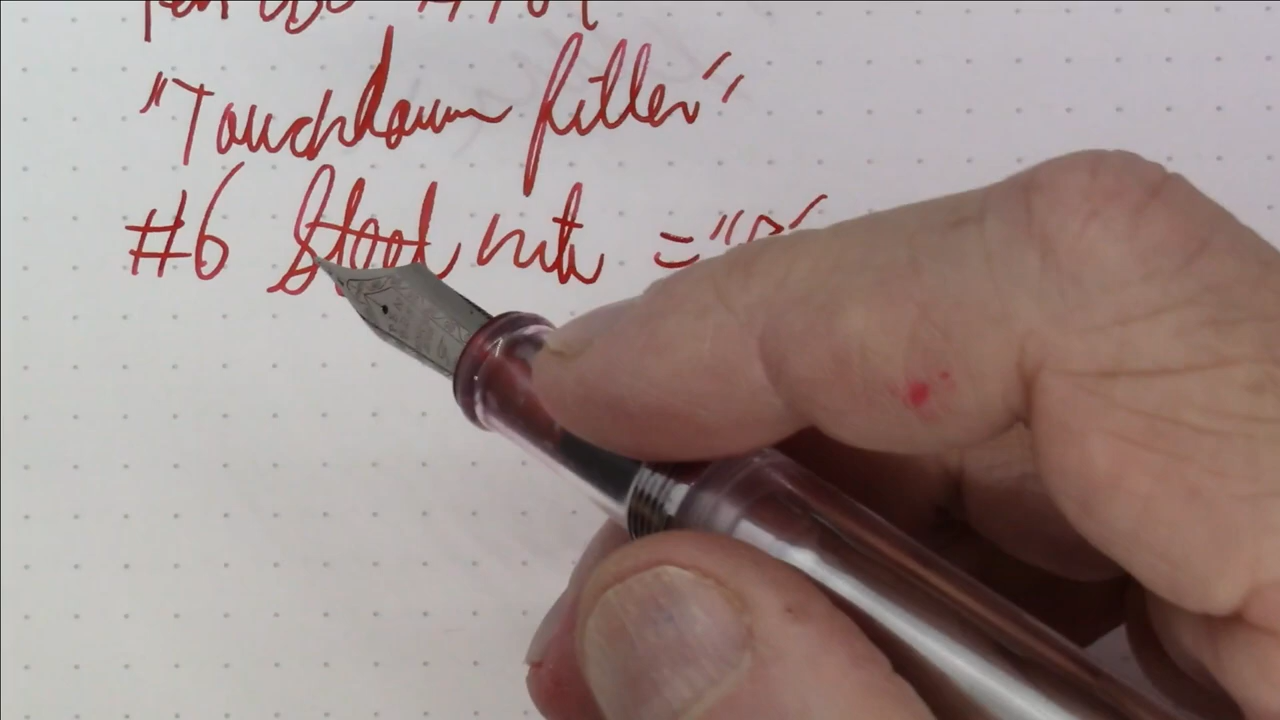 "Touchdown filler"
#6 Steel nib = "